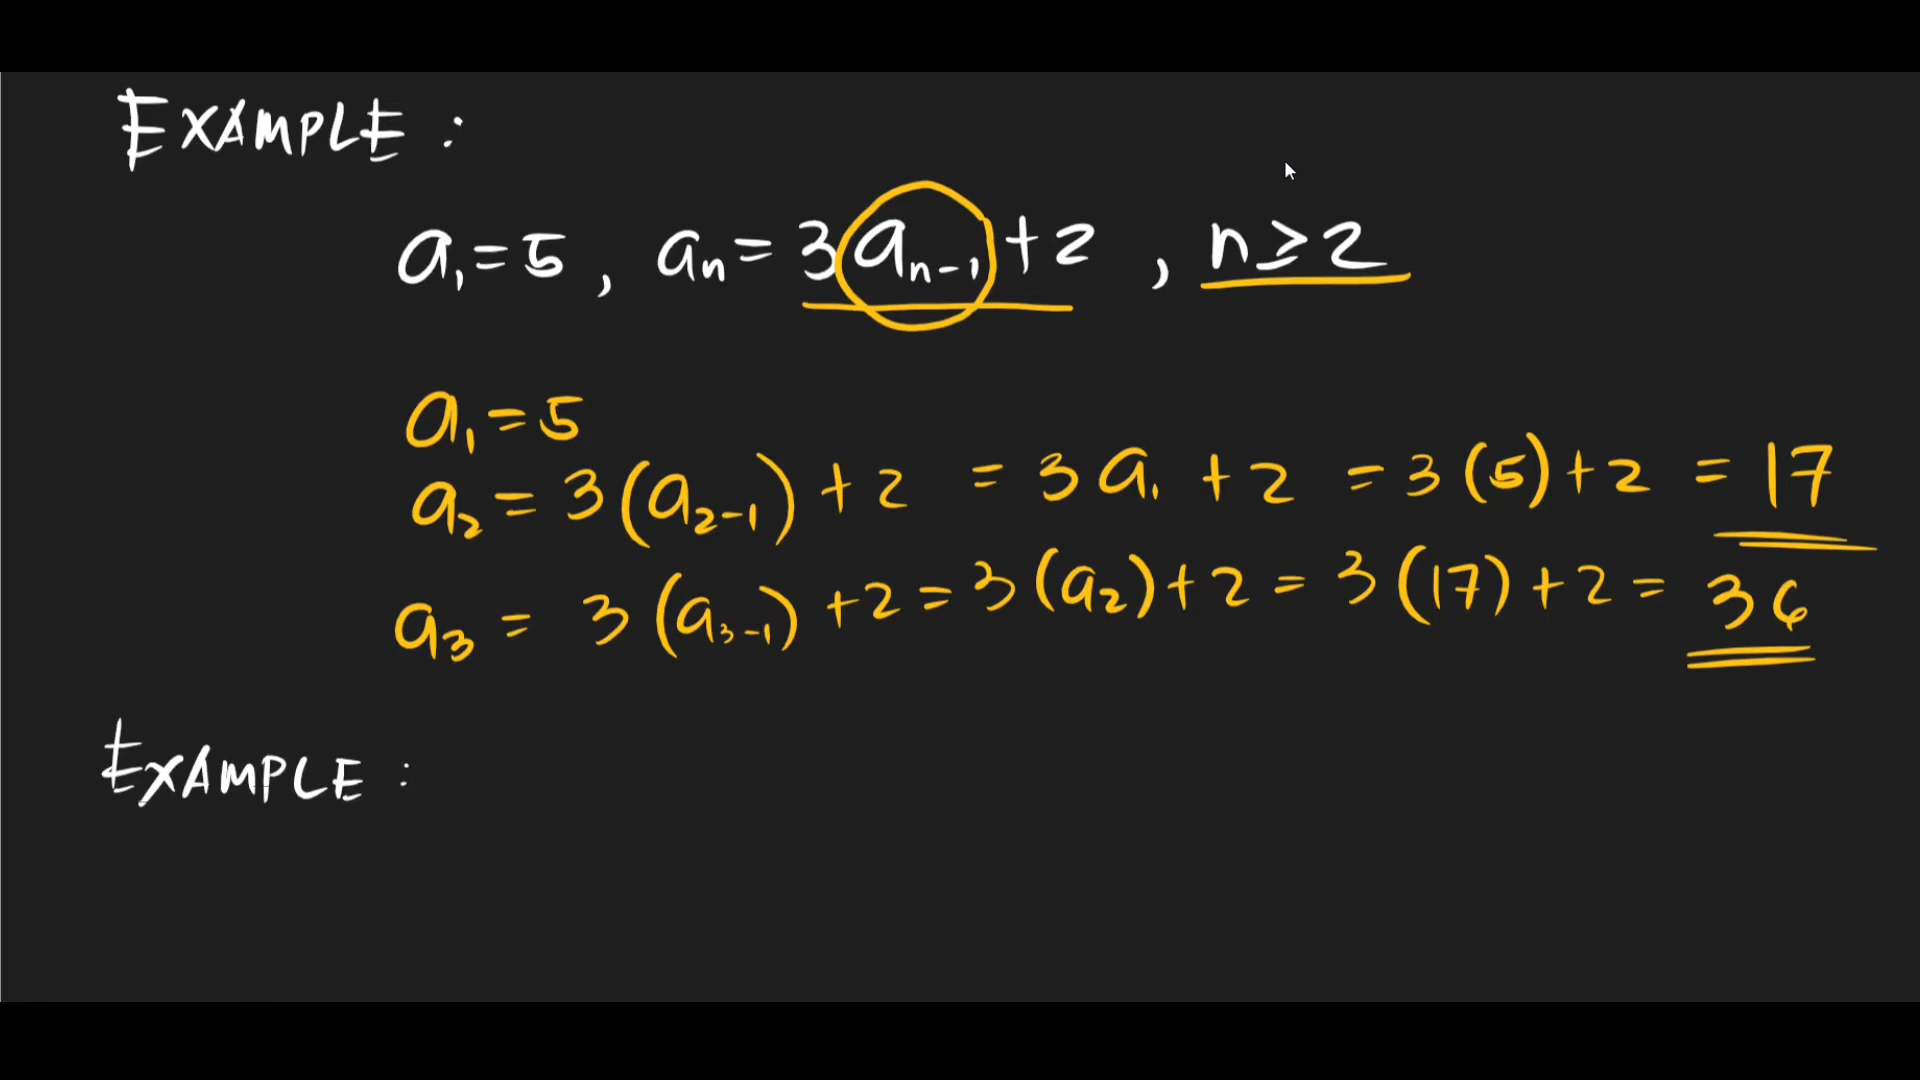 EXAMPLE :
a₁ = 5 , aₙ = 3aₙ₋₁ + 2 , n ≥ 2
a₁ = 5
a₂ = 3(a₂₋₁) + 2 = 3a₁ + 2 = 3(5) + 2 = 17
a₃ = 3(a₃₋₁) + 2 = 3(a₂) + 2 = 3(17) + 2 = 36
EXAMPLE :